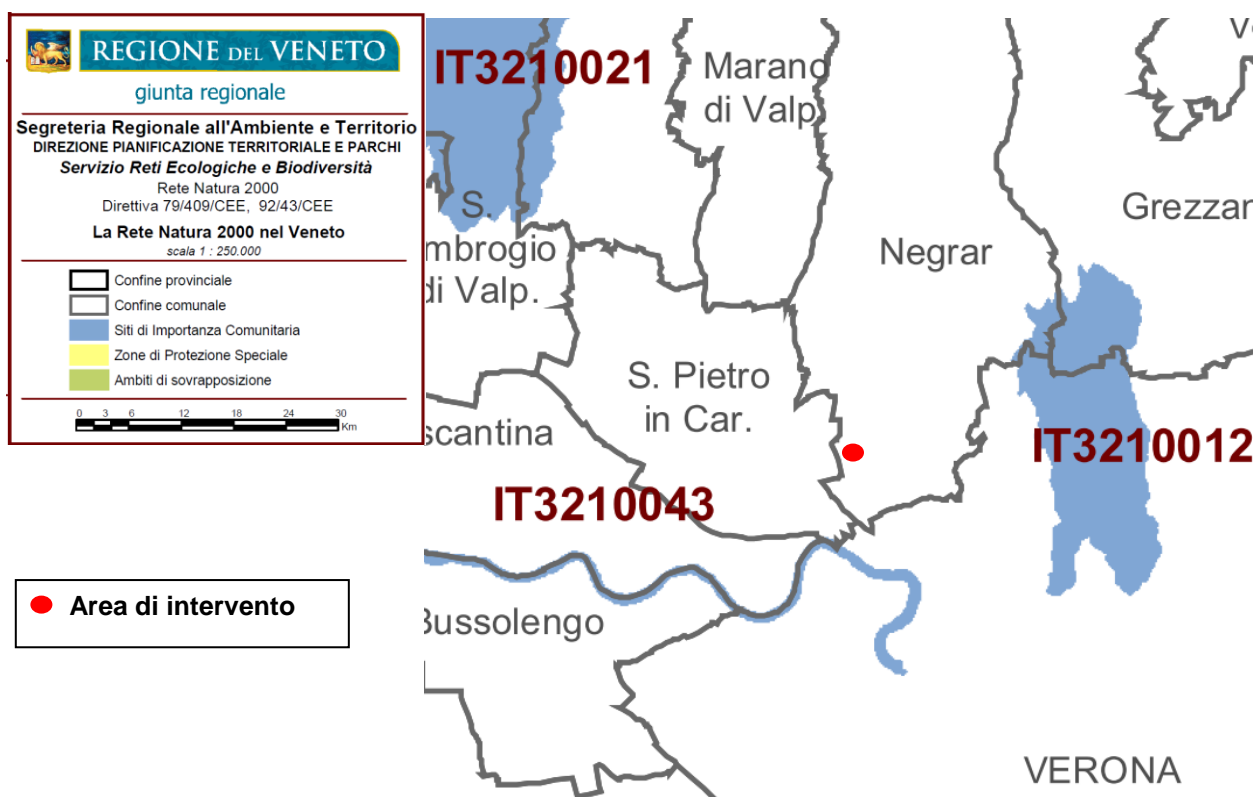 REGIONE DEL VENETO
giunta regionale
Segreteria Regionale all'Ambiente e Territorio
DIREZIONE PIANIFICAZIONE TERRITORIALE E PARCHI
Servizio Reti Ecologiche e Biodiversità
Rete Natura 2000
Direttiva 79/409/CEE, 92/43/CEE
La Rete Natura 2000 nel Veneto
scala 1 : 250.000
Confine provinciale
Confine comunale
Siti di Importanza Comunitaria
Zone di Protezione Speciale
Ambiti di sovrapposizione
0 3 6 12 18 24 30
Km
Area di intervento
IT3210021
Marano
di Valp.
S.
mbrogio
di Valp.
Negrar
Grezzar
S. Pietro
in Car.
scantina
IT3210043
IT3210012
Bussolengo
VERONA